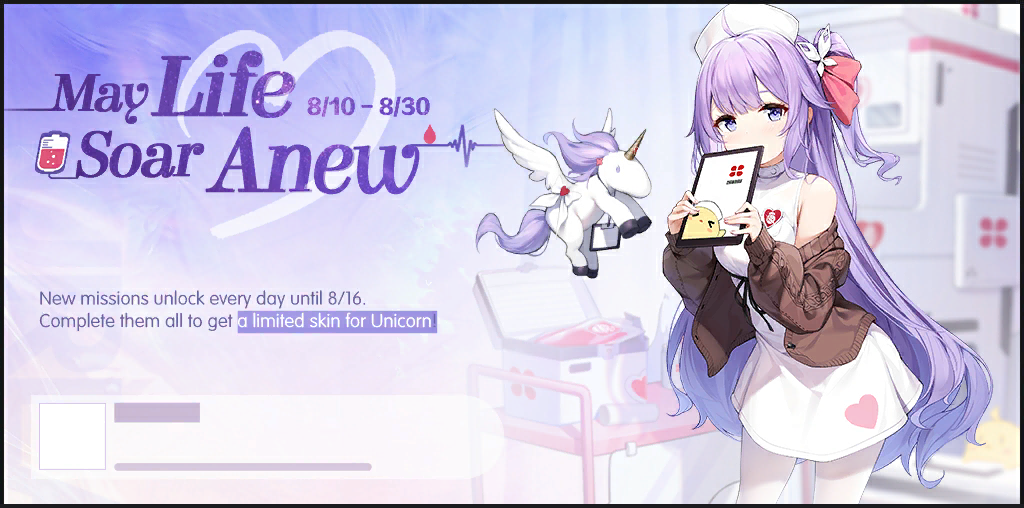 May Life
8/10 – 8/30
Soar Anew
New missions unlock every day until 8/16.
Complete them all to get a limited skin for Unicorn!